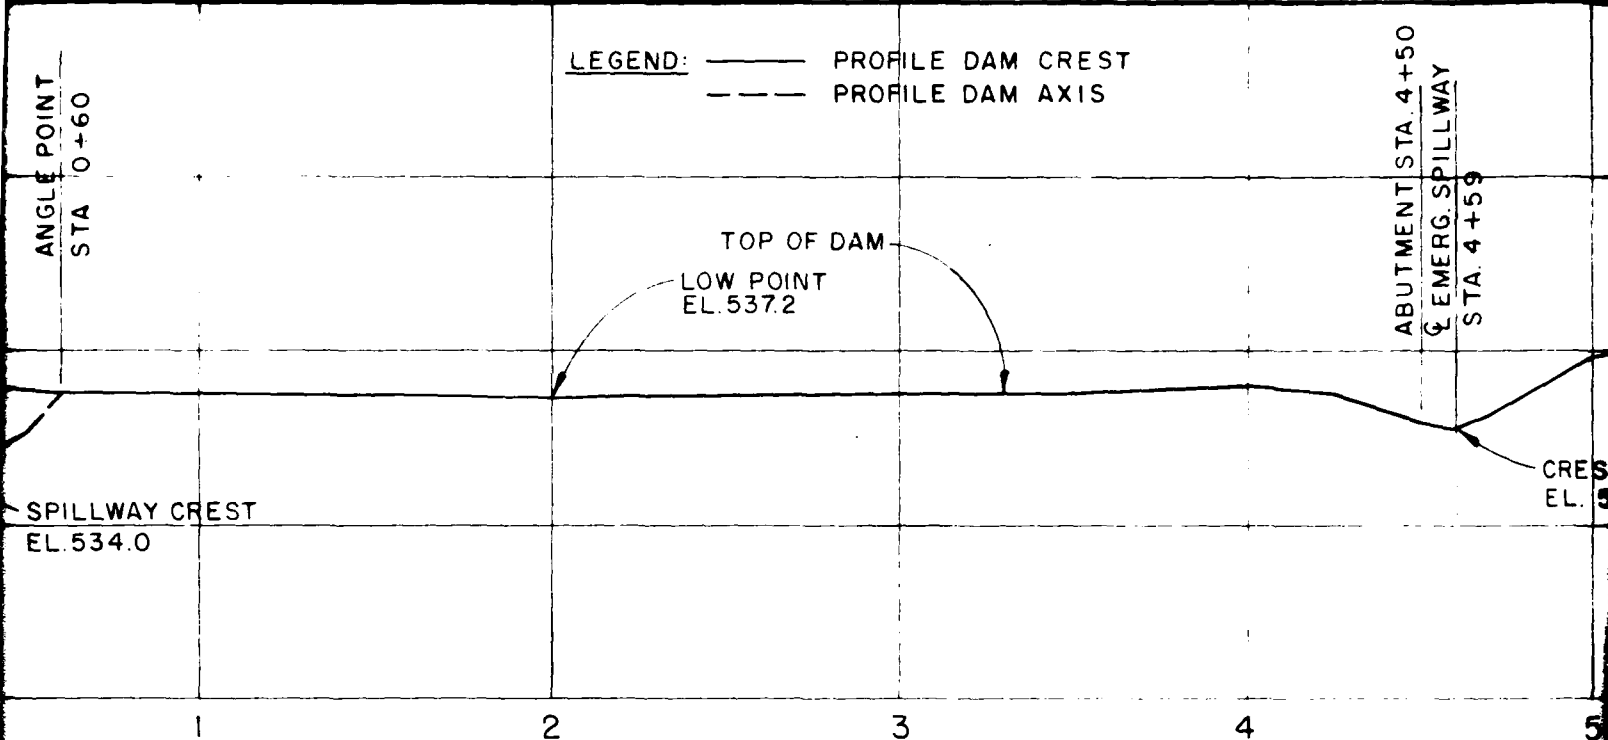 LEGEND: PROFILE DAM CREST
PROFILE DAM AXIS
ANGLE POINT
STA 0+60
ABUTMENT STA. 4+50
℄ EMERG. SPILLWAY
STA. 4+59
TOP OF DAM
LOW POINT
EL. 537.2
SPILLWAY CREST
EL. 534.0
EL.
1 2 3 4 5